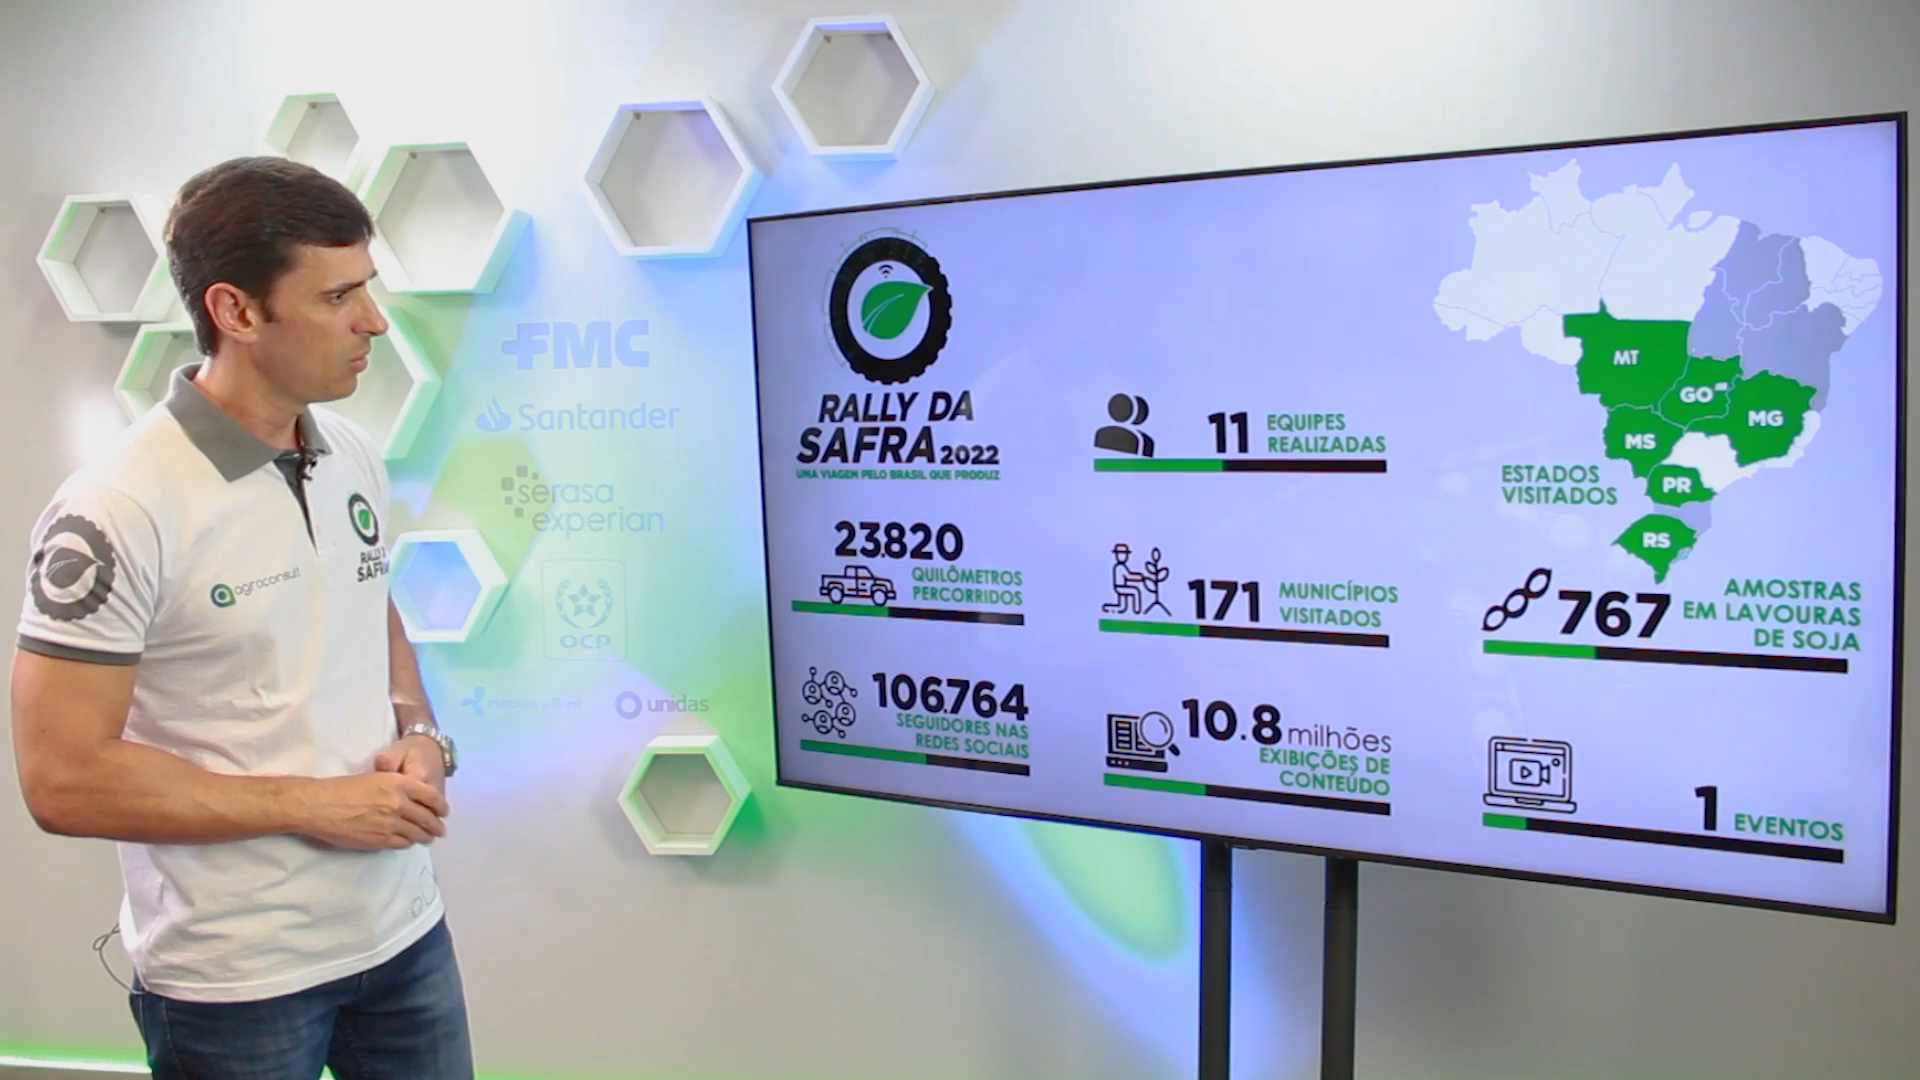 FMC
Santander
serasa
experian
OCP
unidas
agroconsult
RALLY D
SAFRA
RALLY DA
SAFRA 2022
UMA VIAGEM PELO BRASIL QUE PRODUZ
11 EQUIPES
REALIZADAS
MT
GO
MG
MS
PR
RS
ESTADOS
VISITADOS
23.820
QUILÔMETROS
PERCORRIDOS
171 MUNICÍPIOS
VISITADOS
767 AMOSTRAS
EM LAVOURAS
DE SOJA
106.764
SEGUIDORES NAS
REDES SOCIAIS
10.8 milhões
EXIBIÇÕES DE
CONTEÚDO
1 EVENTOS